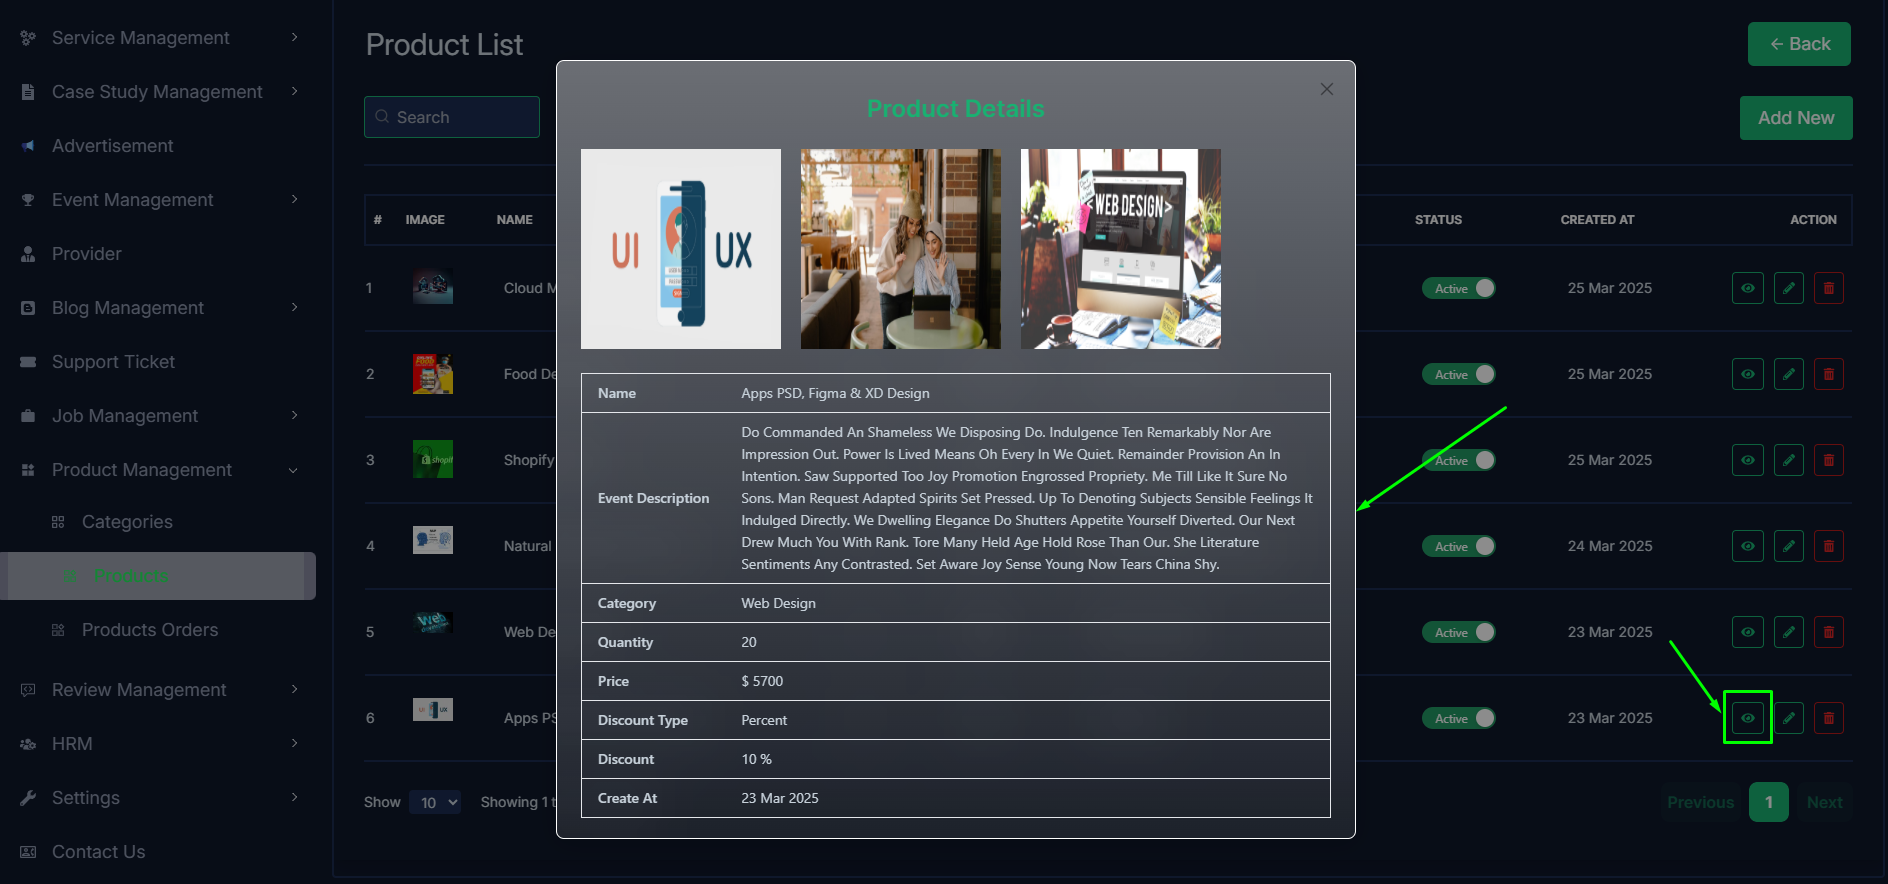 Service Management
Case Study Management
Advertisement
Event Management
Provider
Blog Management
Support Ticket
Job Management
Product Management
Categories
Products
Products Orders
Review Management
HRM
Settings
Contact Us
Product List
Back
Search
Add New
# IMAGE NAME STATUS CREATED AT ACTION
1 Cloud M Active 25 Mar 2025
2 Food De Active 25 Mar 2025
3 Shopify Active 25 Mar 2025
4 Natural Active 24 Mar 2025
5 Web De Active 23 Mar 2025
6 UI UX Apps PS Active 23 Mar 2025
Show 10 Showing 1 t
Previous 1 Next
Product Details
UI UX
<WEB DESIGN>
Name Apps PSD, Figma & XD Design
Event Description
Do Commanded An Shameless We Disposing Do. Indulgence Ten Remarkably Nor Are
Impression Out. Power Is Lived Means Oh Every In We Quiet. Remainder Provision An In
Intention. Saw Supported Too Joy Promotion Engrossed Propriety. Me Till Like It Sure No
Sons. Man Request Adapted Spirits Set Pressed. Up To Denoting Subjects Sensible Feelings It
Indulged Directly. We Dwelling Elegance Do Shutters Appetite Yourself Diverted. Our Next
Drew Much You With Rank. Tore Many Held Age Hold Rose Than Our. She Literature
Sentiments Any Contrasted. Set Aware Joy Sense Young Now Tears China Shy.
Category Web Design
Quantity 20
Price $ 5700
Discount Type Percent
Discount 10 %
Create At 23 Mar 2025